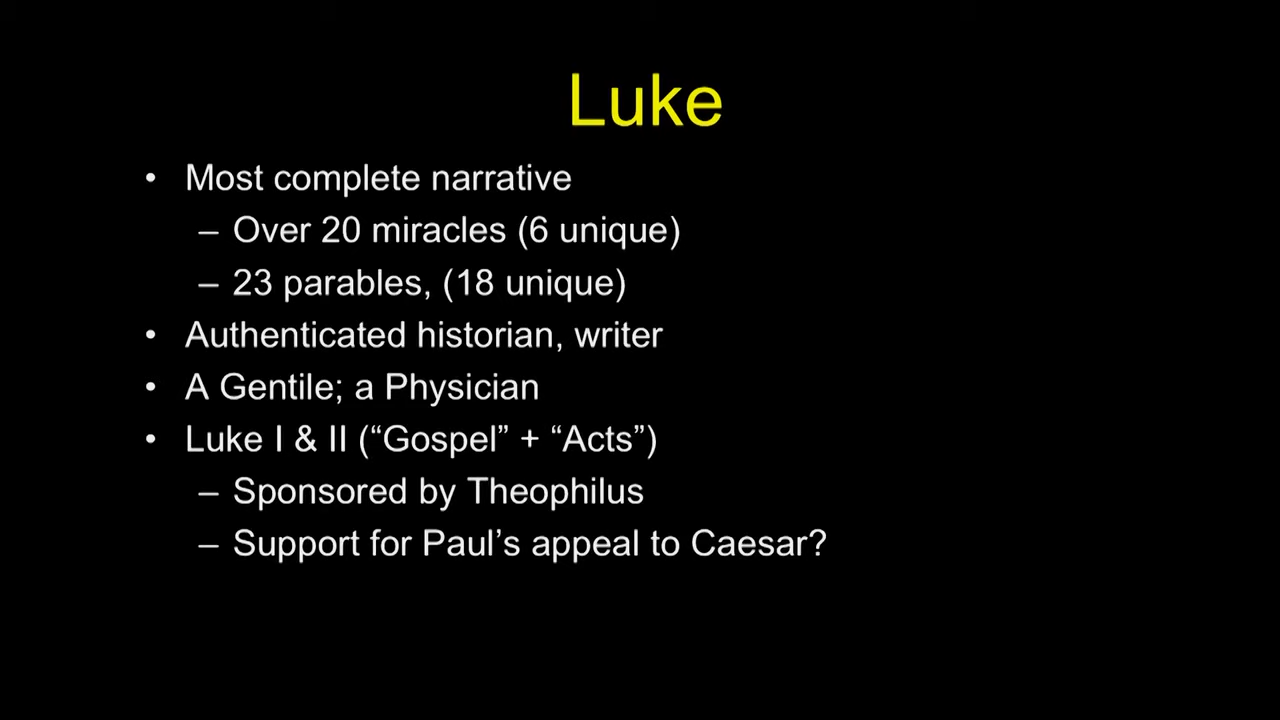 Luke
• Most complete narrative
– Over 20 miracles (6 unique)
– 23 parables, (18 unique)
• Authenticated historian, writer
• A Gentile; a Physician
• Luke I & II (“Gospel” + “Acts”)
– Sponsored by Theophilus
– Support for Paul’s appeal to Caesar?